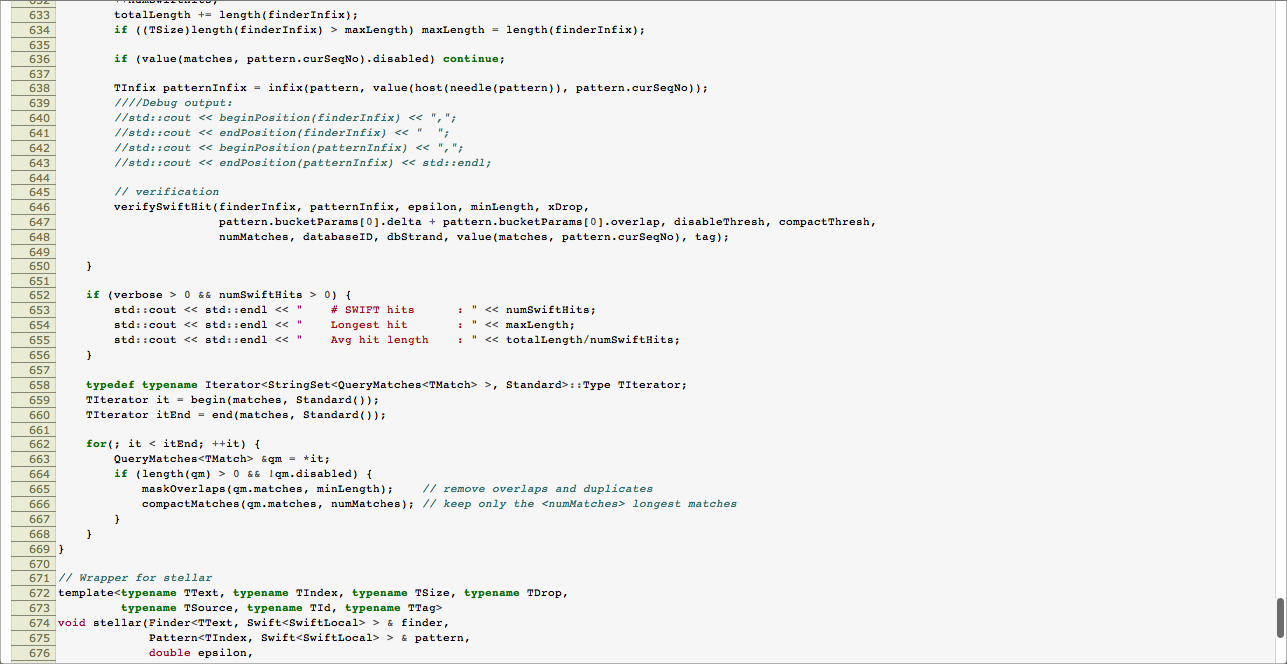 632         ++numSwiftHits;
633         totalLength += length(finderInfix);
634         if ((TSize)length(finderInfix) > maxLength) maxLength = length(finderInfix);
635
636         if (value(matches, pattern.curSeqNo).disabled) continue;
637
638         TInfix patternInfix = infix(pattern, value(host(needle(pattern)), pattern.curSeqNo));
639         ////Debug output:
640         //std::cout << beginPosition(finderInfix) << ",";
641         //std::cout << endPosition(finderInfix) << "  ";
642         //std::cout << beginPosition(patternInfix) << ",";
643         //std::cout << endPosition(patternInfix) << std::endl;
644
645         // verification
646         verifySwiftHit(finderInfix, patternInfix, epsilon, minLength, xDrop,
647                        pattern.bucketParams[0].delta + pattern.bucketParams[0].overlap, disableThresh, compactThresh,
648                        numMatches, databaseID, dbStrand, value(matches, pattern.curSeqNo), tag);
649
650     }
651
652     if (verbose > 0 && numSwiftHits > 0) {
653         std::cout << std::endl << "    # SWIFT hits      : " << numSwiftHits;
654         std::cout << std::endl << "    Longest hit       : " << maxLength;
655         std::cout << std::endl << "    Avg hit length    : " << totalLength/numSwiftHits;
656     }
657
658     typedef typename Iterator<StringSet<QueryMatches<TMatch> >, Standard>::Type TIterator;
659     TIterator it = begin(matches, Standard());
660     TIterator itEnd = end(matches, Standard());
661
662     for(; it < itEnd; ++it) {
663         QueryMatches<TMatch> &qm = *it;
664         if (length(qm) > 0 && !qm.disabled) {
665             maskOverlaps(qm.matches, minLength);    // remove overlaps and duplicates
666             compactMatches(qm.matches, numMatches); // keep only the <numMatches> longest matches
667         }
668     }
669 }
670
671 // Wrapper for stellar
672 template<typename TText, typename TIndex, typename TSize, typename TDrop,
673          typename TSource, typename TId, typename TTag>
674 void stellar(Finder<TText, Swift<SwiftLocal> > & finder,
675              Pattern<TIndex, Swift<SwiftLocal> > & pattern,
676              double epsilon,